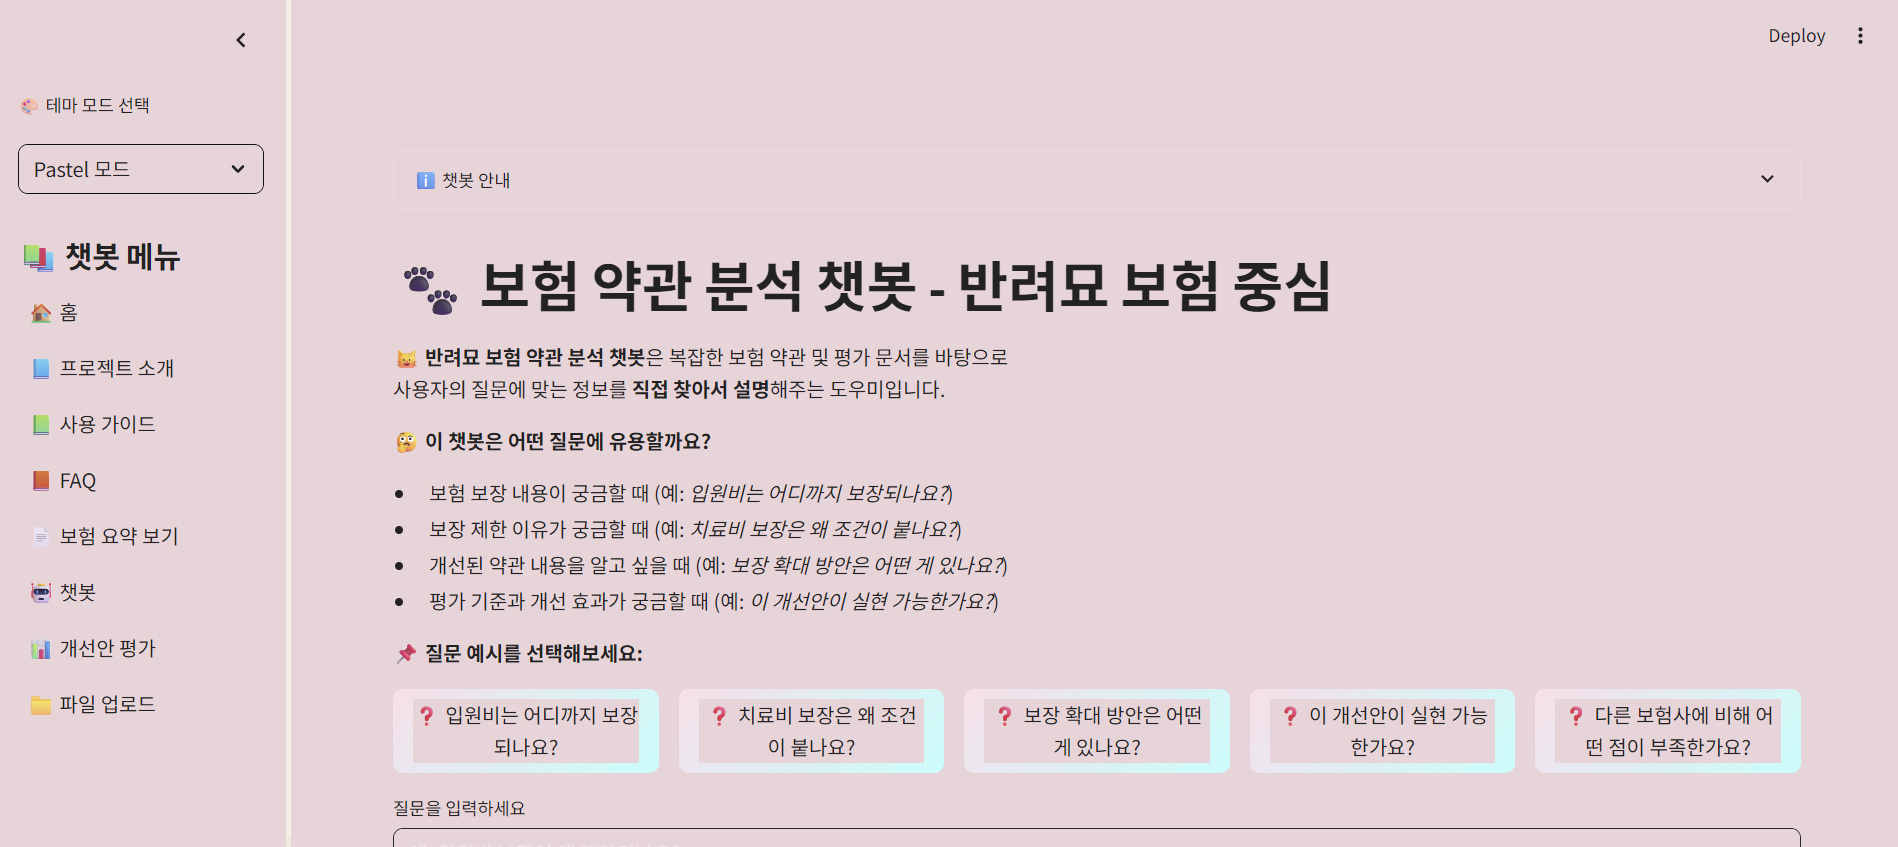 Deploy
테마 모드 선택
Pastel 모드
챗봇 메뉴
홈
프로젝트 소개
사용 가이드
FAQ
보험 요약 보기
챗봇
개선안 평가
파일 업로드
챗봇 안내
보험 약관 분석 챗봇 - 반려묘 보험 중심
반려묘 보험 약관 분석 챗봇은 복잡한 보험 약관 및 평가 문서를 바탕으로
사용자의 질문에 맞는 정보를 직접 찾아서 설명해주는 도우미입니다.
이 챗봇은 어떤 질문에 유용할까요?
• 보험 보장 내용이 궁금할 때 (예: 입원비는 어디까지 보장되나요?)
• 보장 제한 이유가 궁금할 때 (예: 치료비 보장은 왜 조건이 붙나요?)
• 개선된 약관 내용을 알고 싶을 때 (예: 보장 확대 방안은 어떤 게 있나요?)
• 평가 기준과 개선 효과가 궁금할 때 (예: 이 개선안이 실현 가능한가요?)
질문 예시를 선택해보세요:
❓ 입원비는 어디까지 보장
되나요?
❓ 치료비 보장은 왜 조건
이 붙나요?
❓ 보장 확대 방안은 어떤
게 있나요?
❓ 이 개선안이 실현 가능
한가요?
❓ 다른 보험사에 비해 어
떤 점이 부족한가요?
질문을 입력하세요